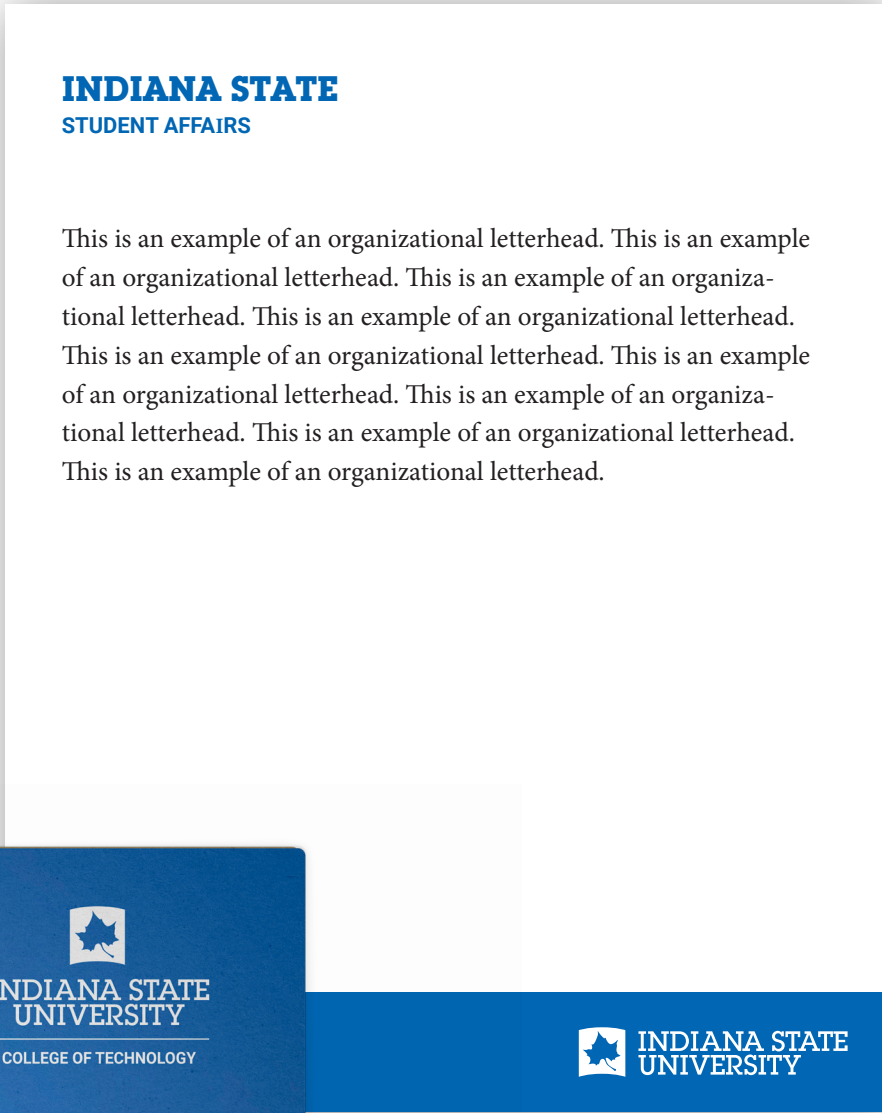 INDIANA STATE
STUDENT AFFAIRS
This is an example of an organizational letterhead. This is an example
of an organizational letterhead. This is an example of an organiza-
tional letterhead. This is an example of an organizational letterhead.
This is an example of an organizational letterhead. This is an example
of an organizational letterhead. This is an example of an organiza-
tional letterhead. This is an example of an organizational letterhead.
This is an example of an organizational letterhead.
NDIANA STATE
UNIVERSITY
COLLEGE OF TECHNOLOGY
INDIANA STATE
UNIVERSITY